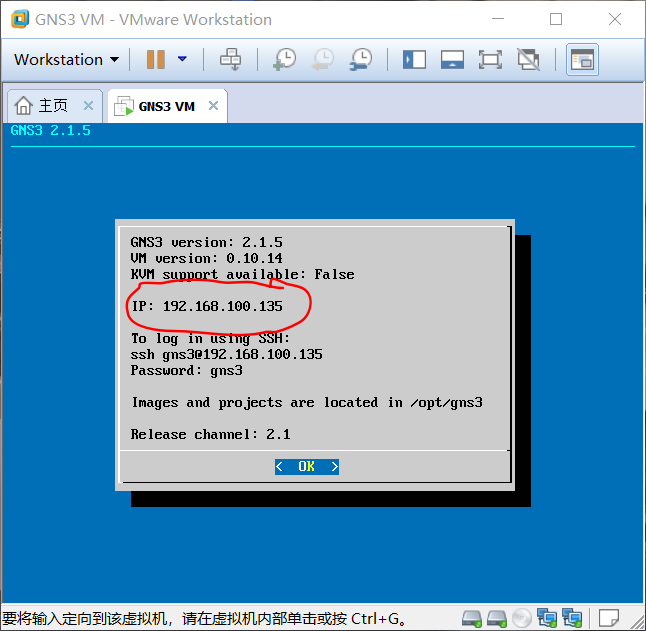 GNS3 VM - VMware Workstation
Workstation
主页
GNS3 VM
GNS3 2.1.5
GNS3 version: 2.1.5
VM version: 0.10.14
KVM support available: False
IP: 192.168.100.135
To log in using SSH:
ssh gns3@192.168.100.135
Password: gns3
Images and projects are located in /opt/gns3
Release channel: 2.1
< OK >
要将输入定向到该虚拟机，请在虚拟机内部单击或按 Ctrl+G。